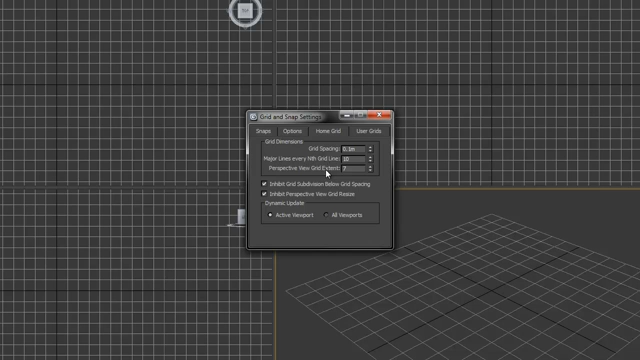 Grid and Snap Settings
Snaps Options Home Grid User Grids
Grid Dimensions
Grid Spacing: 0.1m
Major Lines every Nth Grid Line: 10
Perspective View Grid Extent: 7
Inhibit Grid Subdivision Below Grid Spacing
Inhibit Perspective View Grid Resize
Dynamic Update
Active Viewport All Viewports